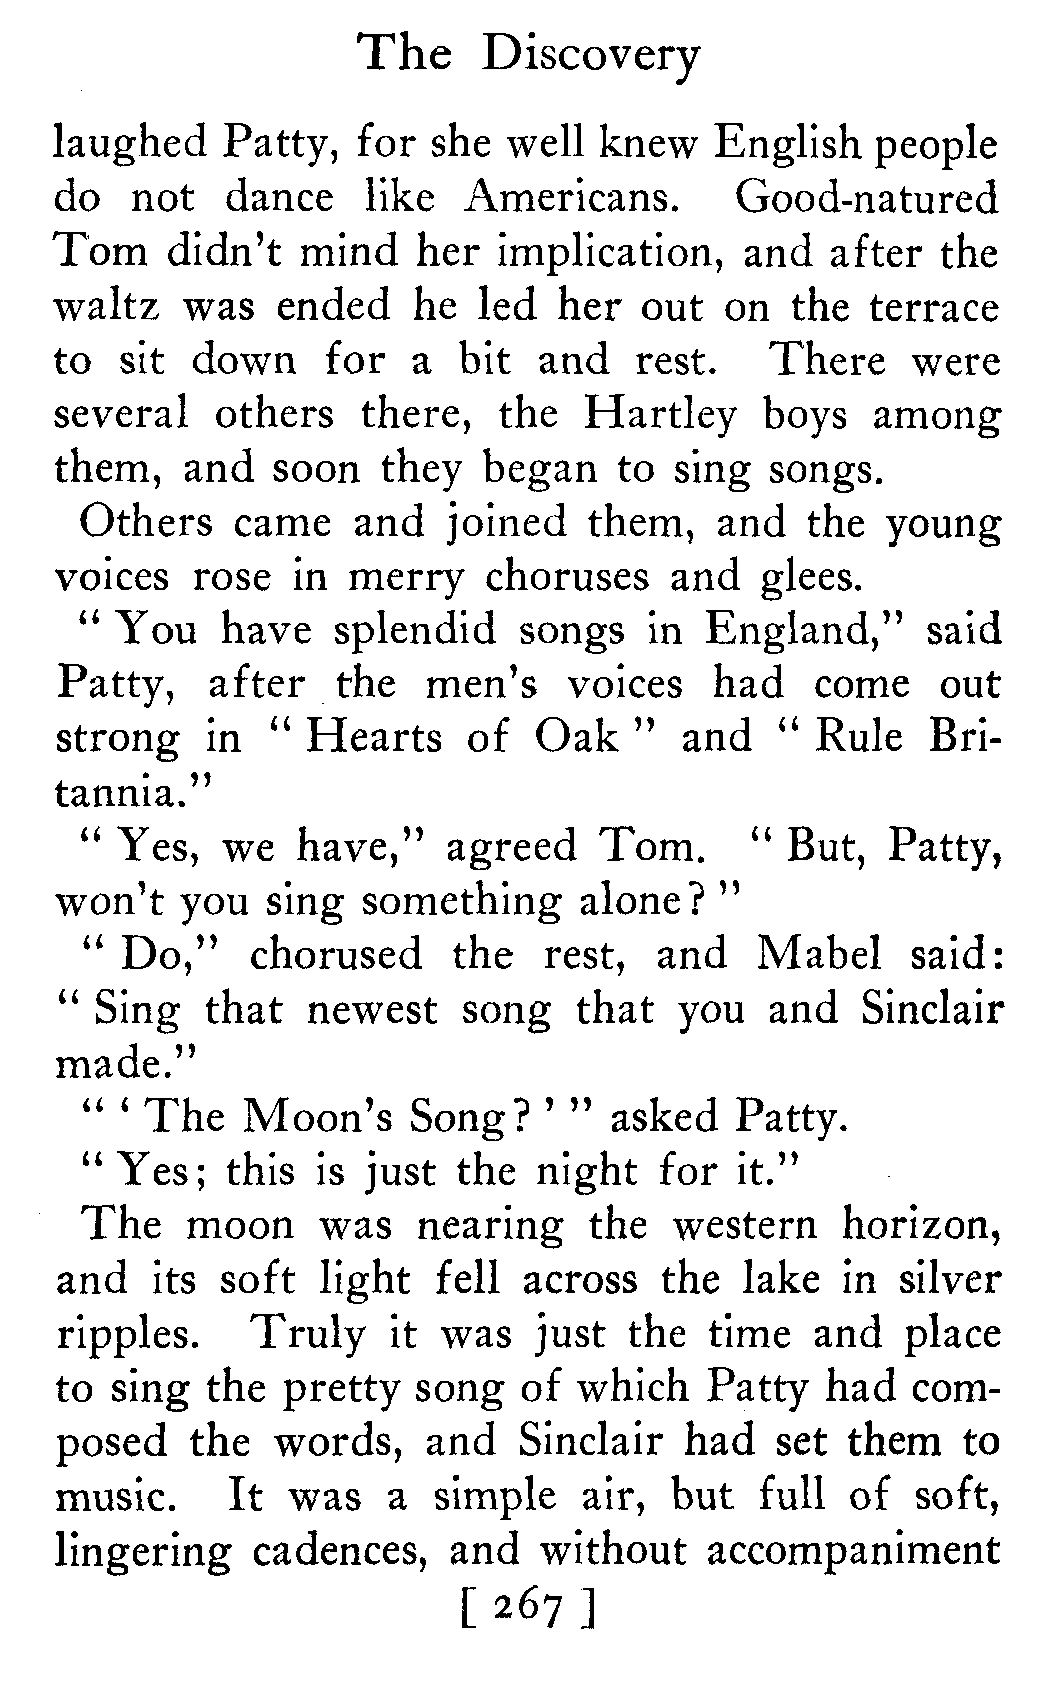 The Discovery
laughed Patty, for she well knew English people
do not dance like Americans. Good-natured
Tom didn't mind her implication, and after the
waltz was ended he led her out on the terrace
to sit down for a bit and rest. There were
several others there, the Hartley boys among
them, and soon they began to sing songs.
Others came and joined them, and the young
voices rose in merry choruses and glees.
" You have splendid songs in England," said
Patty, after the men's voices had come out
strong in " Hearts of Oak " and " Rule Bri-
tannia."
" Yes, we have," agreed Tom. " But, Patty,
won't you sing something alone? "
" Do," chorused the rest, and Mabel said:
" Sing that newest song that you and Sinclair
made."
" ' The Moon's Song? ' " asked Patty.
" Yes; this is just the night for it."
The moon was nearing the western horizon,
and its soft light fell across the lake in silver
ripples. Truly it was just the time and place
to sing the pretty song of which Patty had com-
posed the words, and Sinclair had set them to
music. It was a simple air, but full of soft,
lingering cadences, and without accompaniment
[ 267 ]